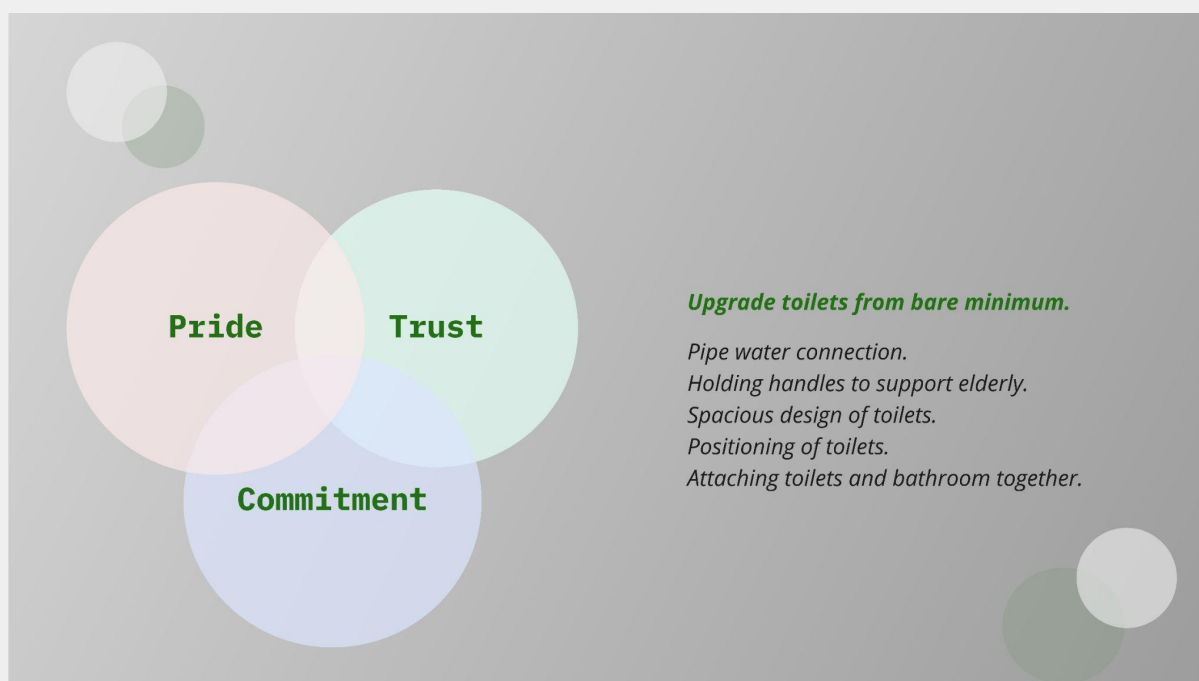 Pride
Trust
Commitment
Upgrade toilets from bare minimum.
Pipe water connection.
Holding handles to support elderly.
Spacious design of toilets.
Positioning of toilets.
Attaching toilets and bathroom together.